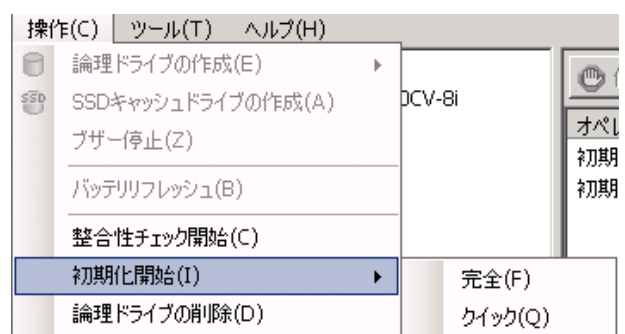 操作(C) ツール(T) ヘルプ(H)
論理ドライブの作成(E)
SSDキャッシュドライブの作成(A)
ブザー停止(Z)
バッテリリフレッシュ(B)
整合性チェック開始(C)
初期化開始(I)
論理ドライブの削除(D)
完全(F)
クイック(Q)
CV-8i
オペ
初期
初期